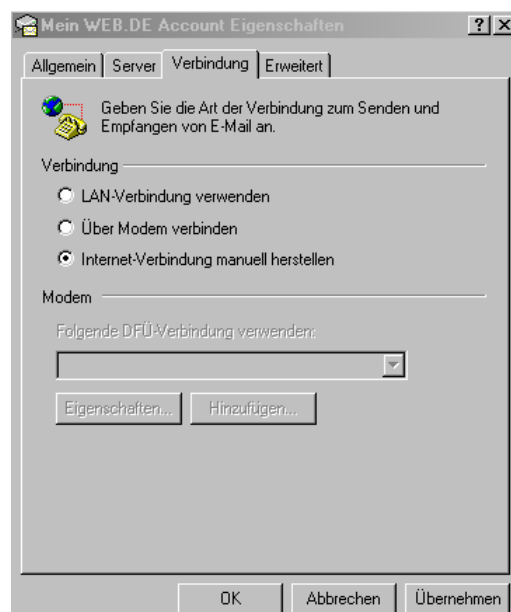 Mein WEB.DE Account Eigenschaften
Allgemein Server Verbindung Erweitert
Geben Sie die Art der Verbindung zum Senden und
Empfangen von E-Mail an.
Verbindung
LAN-Verbindung verwenden
Über Modem verbinden
Internet-Verbindung manuell herstellen
Modem
Folgende DFÜ-Verbindung verwenden:
Eigenschaften... Hinzufügen...
OK Abbrechen Übernehmen